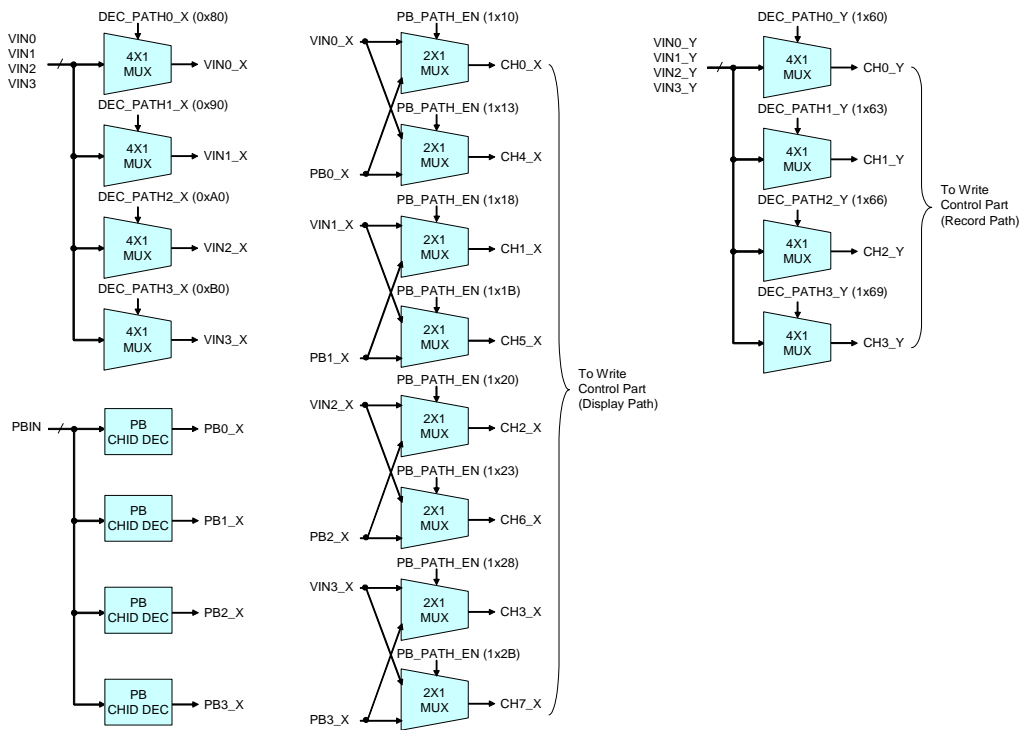 DEC_PATH0_X (0x80)
VIN0
VIN1
VIN2
VIN3
4X1
MUX
VIN0_X
DEC_PATH1_X (0x90)
4X1
MUX
VIN1_X
DEC_PATH2_X (0xA0)
4X1
MUX
VIN2_X
DEC_PATH3_X (0xB0)
4X1
MUX
VIN3_X
PBIN
PB
CHID DEC
PB0_X
PB
CHID DEC
PB1_X
PB
CHID DEC
PB2_X
PB
CHID DEC
PB3_X
PB_PATH_EN (1x10)
VIN0_X
2X1
MUX
CH0_X
PB_PATH_EN (1x13)
2X1
MUX
CH4_X
PB0_X
PB_PATH_EN (1x18)
VIN1_X
2X1
MUX
CH1_X
PB_PATH_EN (1x1B)
2X1
MUX
CH5_X
PB1_X
PB_PATH_EN (1x20)
VIN2_X
2X1
MUX
CH2_X
PB_PATH_EN (1x23)
2X1
MUX
CH6_X
PB2_X
PB_PATH_EN (1x28)
VIN3_X
2X1
MUX
CH3_X
PB_PATH_EN (1x2B)
2X1
MUX
CH7_X
PB3_X
To Write
Control Part
(Display Path)
DEC_PATH0_Y (1x60)
VIN0_Y
VIN1_Y
VIN2_Y
VIN3_Y
4X1
MUX
CH0_Y
DEC_PATH1_Y (1x63)
4X1
MUX
CH1_Y
DEC_PATH2_Y (1x66)
4X1
MUX
CH2_Y
DEC_PATH3_Y (1x69)
4X1
MUX
CH3_Y
To Write
Control Part
(Record Path)